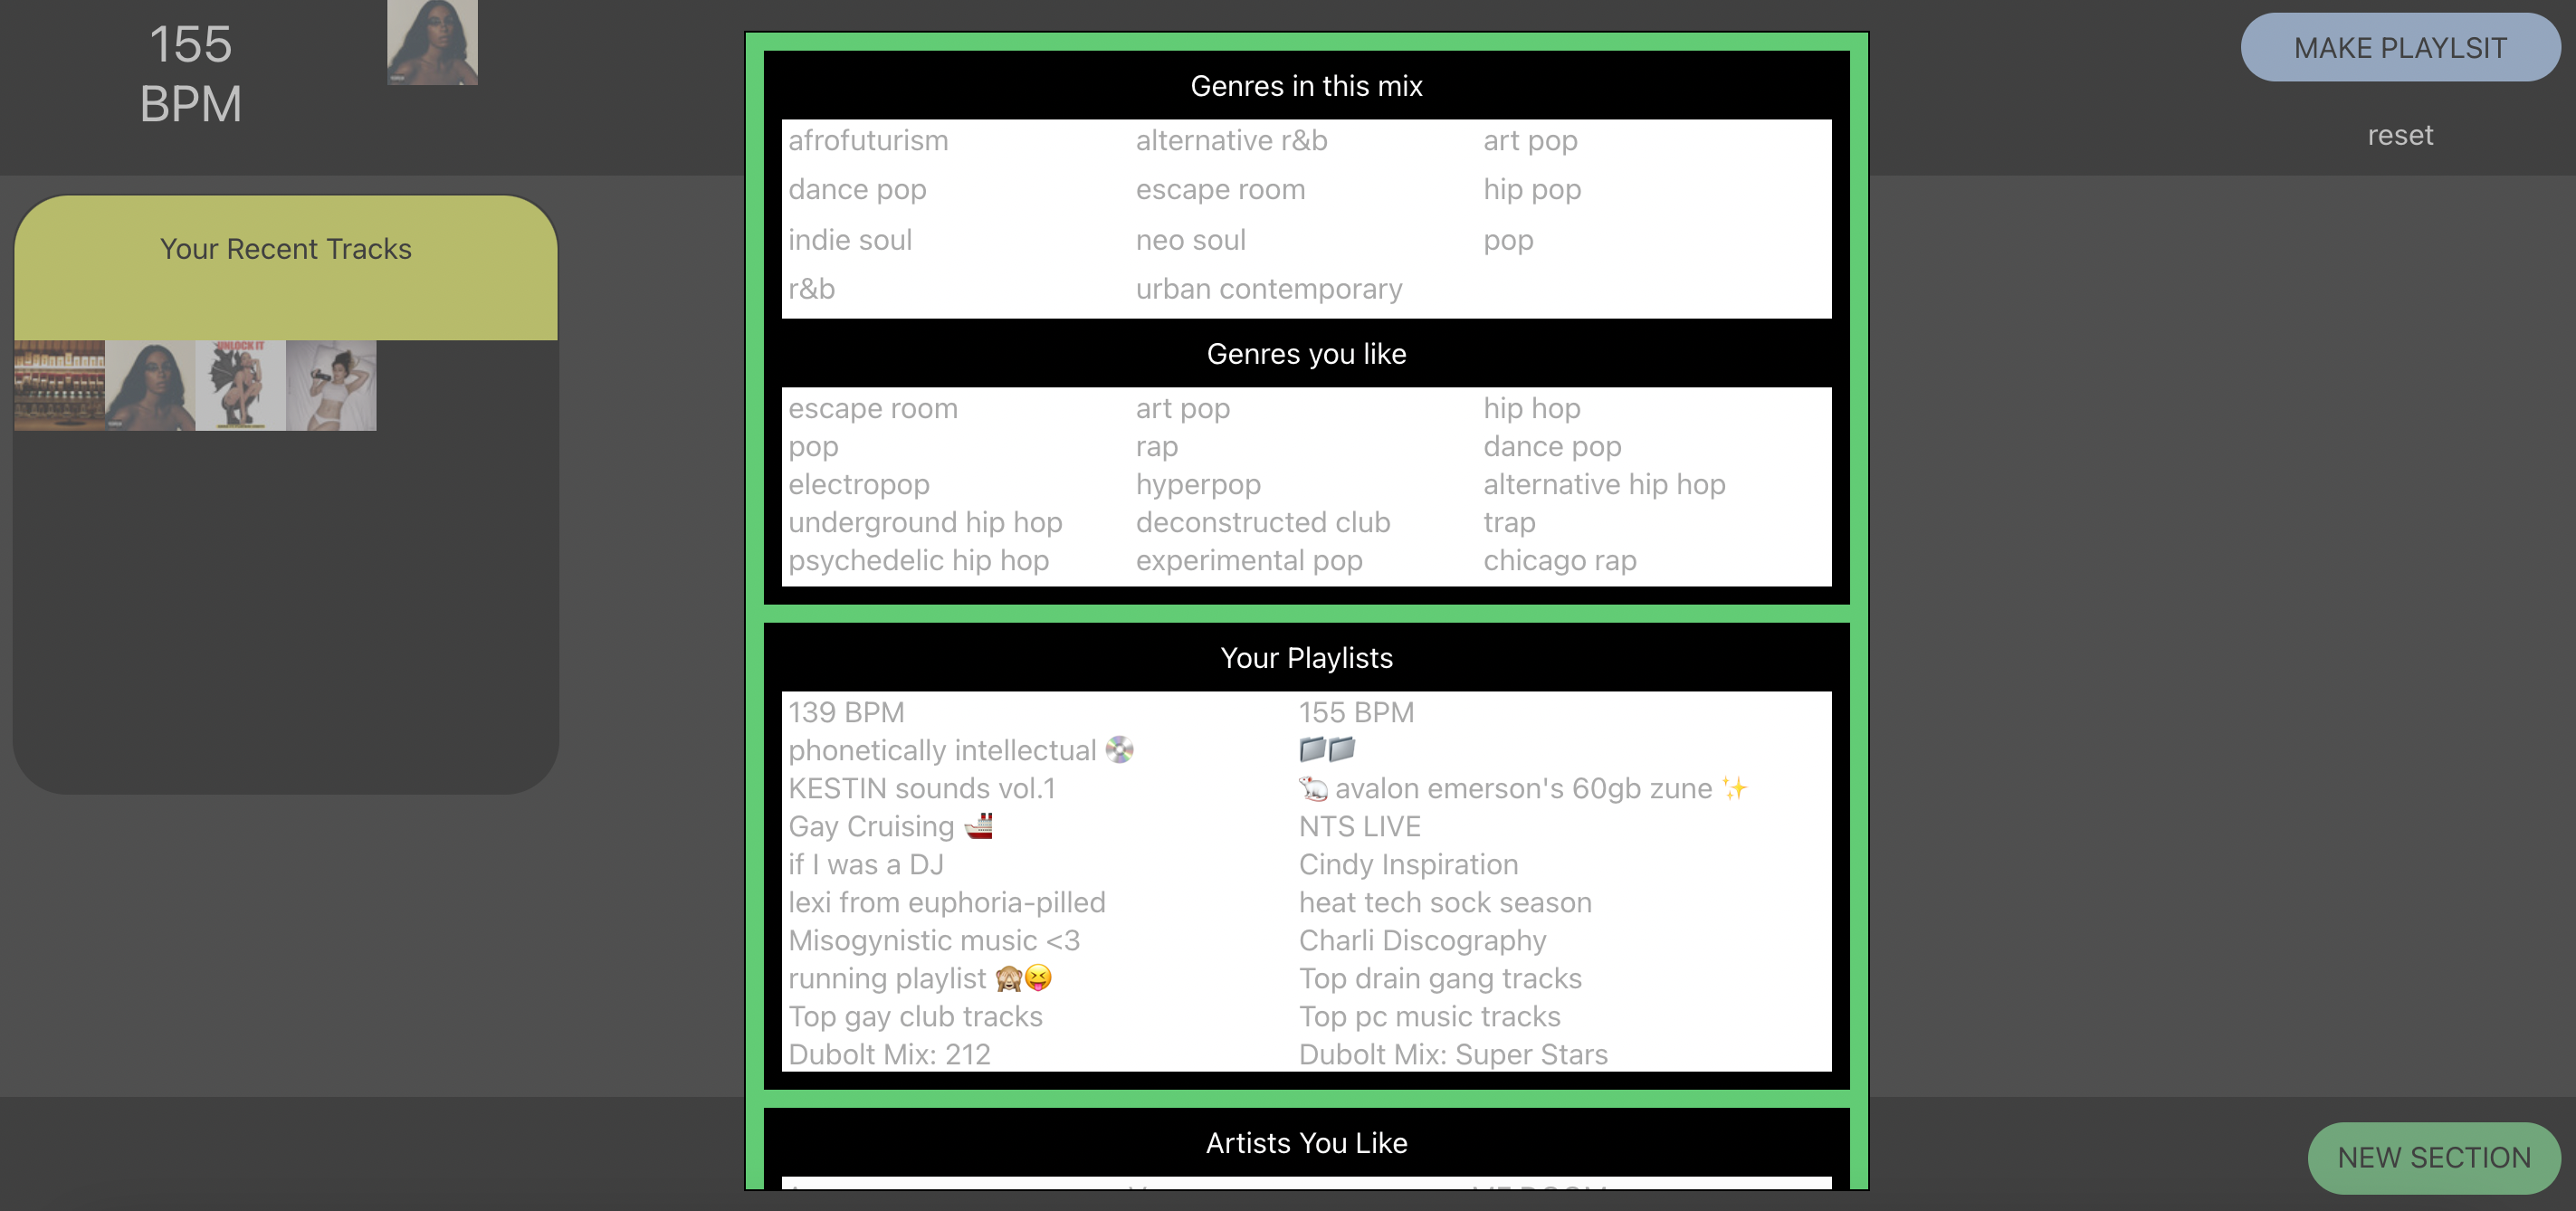 155
BPM
MAKE PLAYLSIT
reset
Your Recent Tracks
UNLOCK IT
Genres in this mix
afrofuturism alternative r&b art pop
dance pop escape room hip pop
indie soul neo soul pop
r&b urban contemporary
Genres you like
escape room art pop hip hop
pop rap dance pop
electropop hyperpop alternative hip hop
underground hip hop deconstructed club trap
psychedelic hip hop experimental pop chicago rap
Your Playlists
139 BPM 155 BPM
phonetically intellectual 💿 📁📁
KESTIN sounds vol.1 🐁 avalon emerson's 60gb zune ✨
Gay Cruising 🚢 NTS LIVE
if I was a DJ Cindy Inspiration
lexi from euphoria-pilled heat tech sock season
Misogynistic music <3 Charli Discography
running playlist 🙈😝 Top drain gang tracks
Top gay club tracks Top pc music tracks
Dubolt Mix: 212 Dubolt Mix: Super Stars
Artists You Like
NEW SECTION